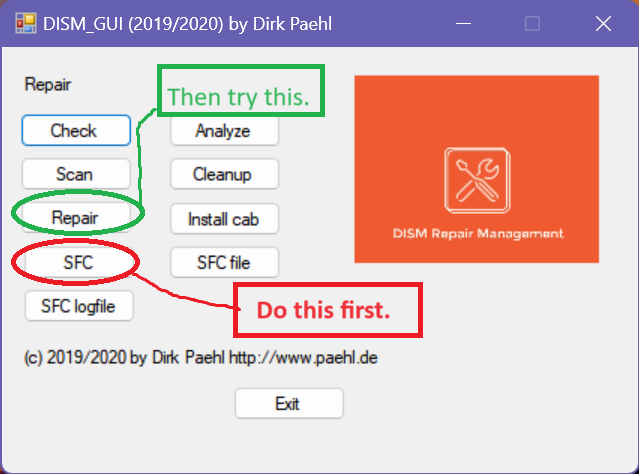 DISM_GUI (2019/2020) by Dirk Paehl
Repair
Then try this.
Check
Analyze
Scan
Cleanup
Repair
Install cab
DISM Repair Management
SFC
SFC file
SFC logfile
Do this first.
(c) 2019/2020 by Dirk Paehl http://www.paehl.de
Exit